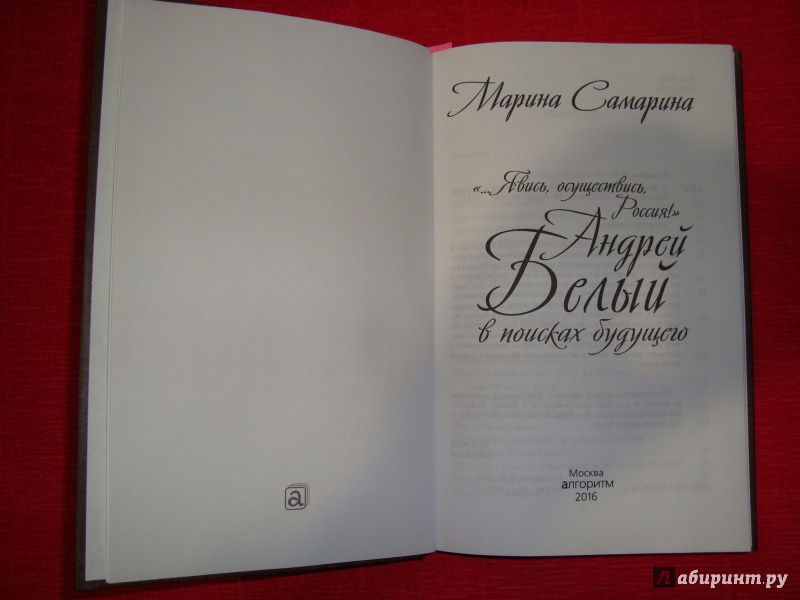 Марина Самарина
«...Явись, осуществись,
Россия!»
Андрей
Белый
в поисках будущего
Москва
алгоритм
2016
а
Лабиринт.ру